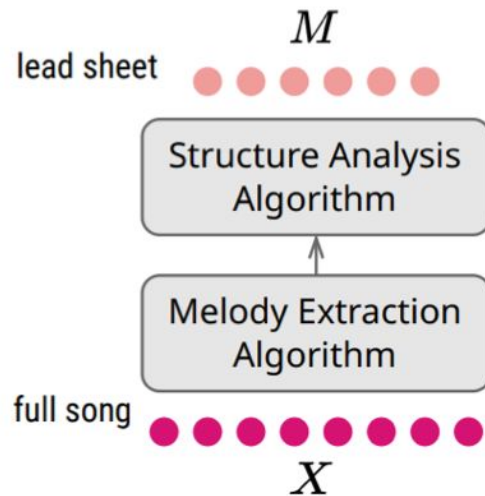 M
lead sheet
Structure Analysis
Algorithm
Melody Extraction
Algorithm
full song
X